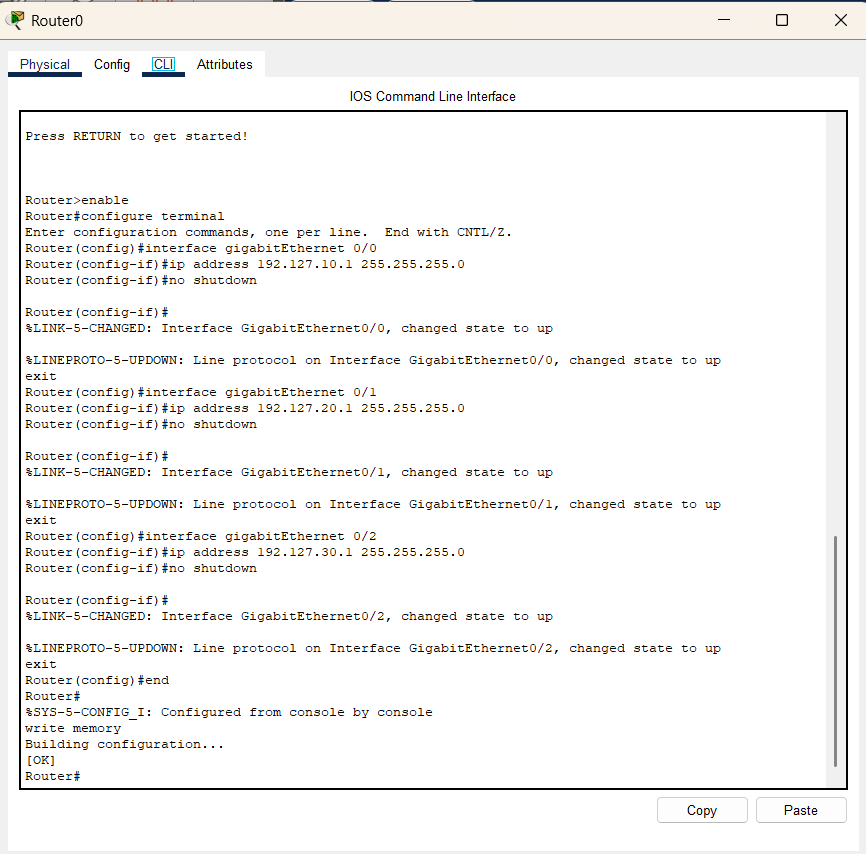 Router0
Physical Config CLI Attributes
IOS Command Line Interface
Press RETURN to get started!
Router>enable
Router#configure terminal
Enter configuration commands, one per line.  End with CNTL/Z.
Router(config)#interface gigabitEthernet 0/0
Router(config-if)#ip address 192.127.10.1 255.255.255.0
Router(config-if)#no shutdown
Router(config-if)#
%LINK-5-CHANGED: Interface GigabitEthernet0/0, changed state to up
%LINEPROTO-5-UPDOWN: Line protocol on Interface GigabitEthernet0/0, changed state to up
exit
Router(config)#interface gigabitEthernet 0/1
Router(config-if)#ip address 192.127.20.1 255.255.255.0
Router(config-if)#no shutdown
Router(config-if)#
%LINK-5-CHANGED: Interface GigabitEthernet0/1, changed state to up
%LINEPROTO-5-UPDOWN: Line protocol on Interface GigabitEthernet0/1, changed state to up
exit
Router(config)#interface gigabitEthernet 0/2
Router(config-if)#ip address 192.127.30.1 255.255.255.0
Router(config-if)#no shutdown
Router(config-if)#
%LINK-5-CHANGED: Interface GigabitEthernet0/2, changed state to up
%LINEPROTO-5-UPDOWN: Line protocol on Interface GigabitEthernet0/2, changed state to up
exit
Router(config)#end
Router#
%SYS-5-CONFIG_I: Configured from console by console
write memory
Building configuration...
[OK]
Router#
Copy Paste